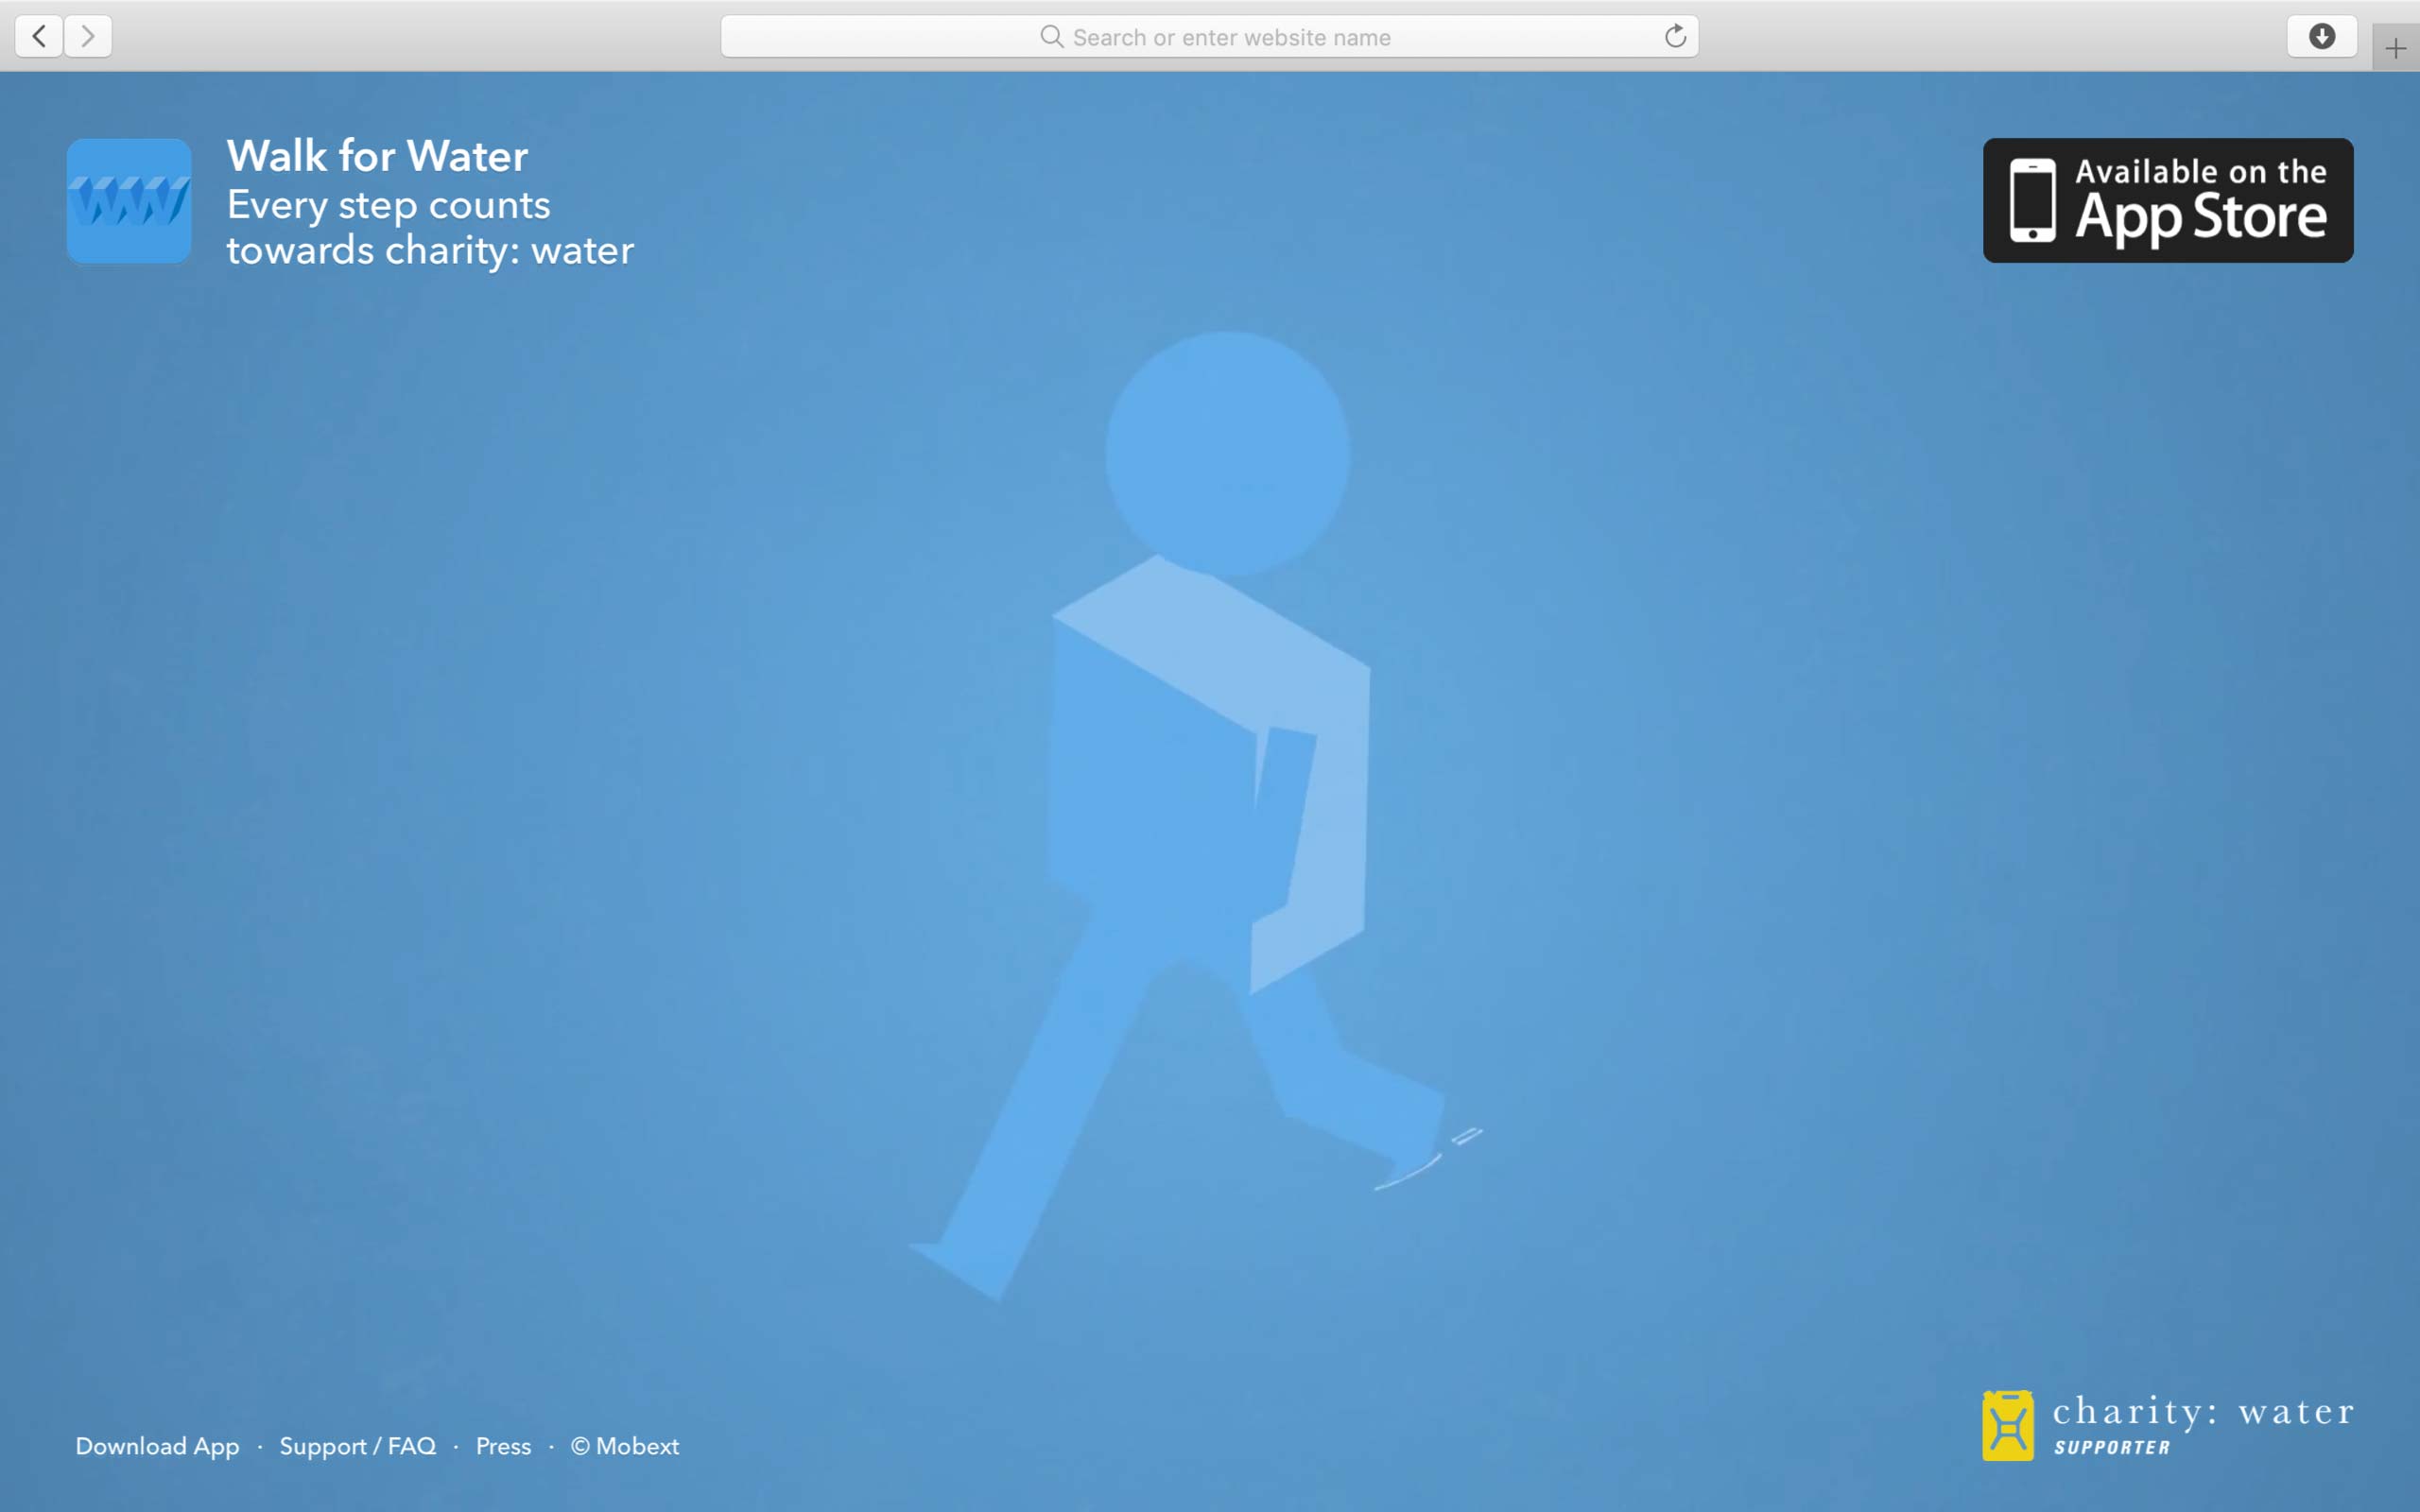 Search or enter website name
Walk for Water
Every step counts
towards charity: water
Available on the
App Store
Download App · Support / FAQ · Press · © Mobext
charity: water
SUPPORTER